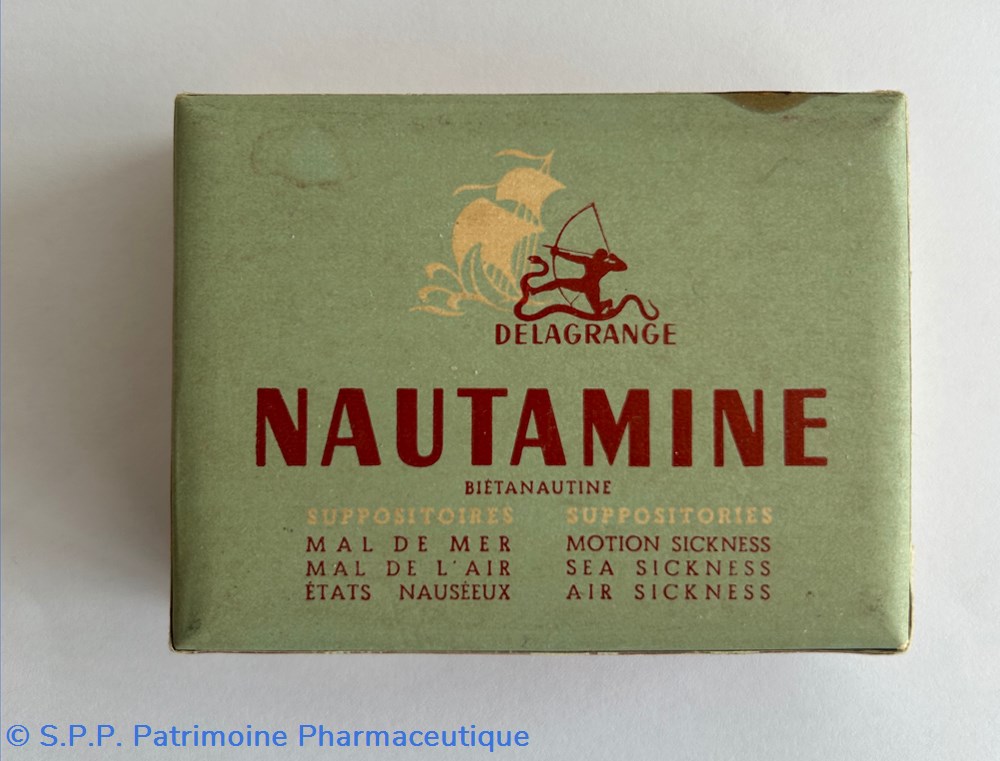 DELAGRANGE
NAUTAMINE
BIÉTANAUTINE
SUPPOSITOIRES
MAL DE MER
MAL DE L'AIR
ÉTATS NAUSÉEUX
SUPPOSITORIES
MOTION SICKNESS
SEA SICKNESS
AIR SICKNESS
© S.P.P. Patrimoine Pharmaceutique